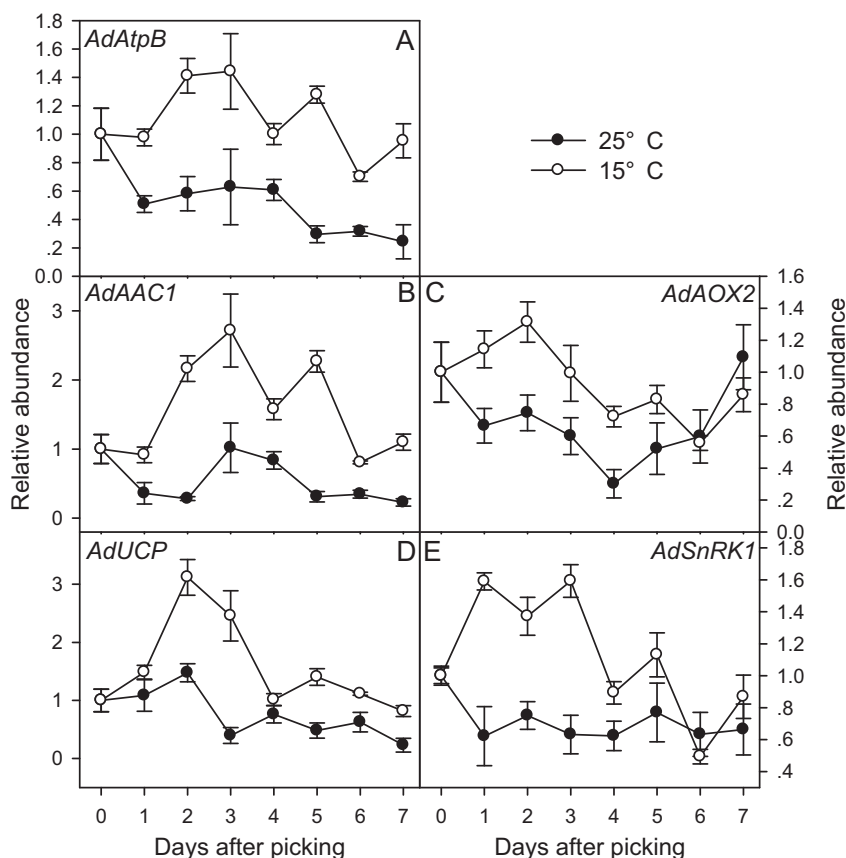 AdAtpB
A
1.8
1.6
1.4
1.2
1.0
.8
.6
.4
.2
0.0
25° C
15° C
AdAAC1
B
3
2
1
0
Relative abundance
C
AdAOX2
1.6
1.4
1.2
1.0
.8
.6
.4
.2
0.0
Relative abundance
AdUCP
D
3
2
1
0
E
AdSnRK1
1.8
1.6
1.4
1.2
1.0
.8
.6
.4
0 1 2 3 4 5 6 7
0 1 2 3 4 5 6 7
Days after picking
Days after picking